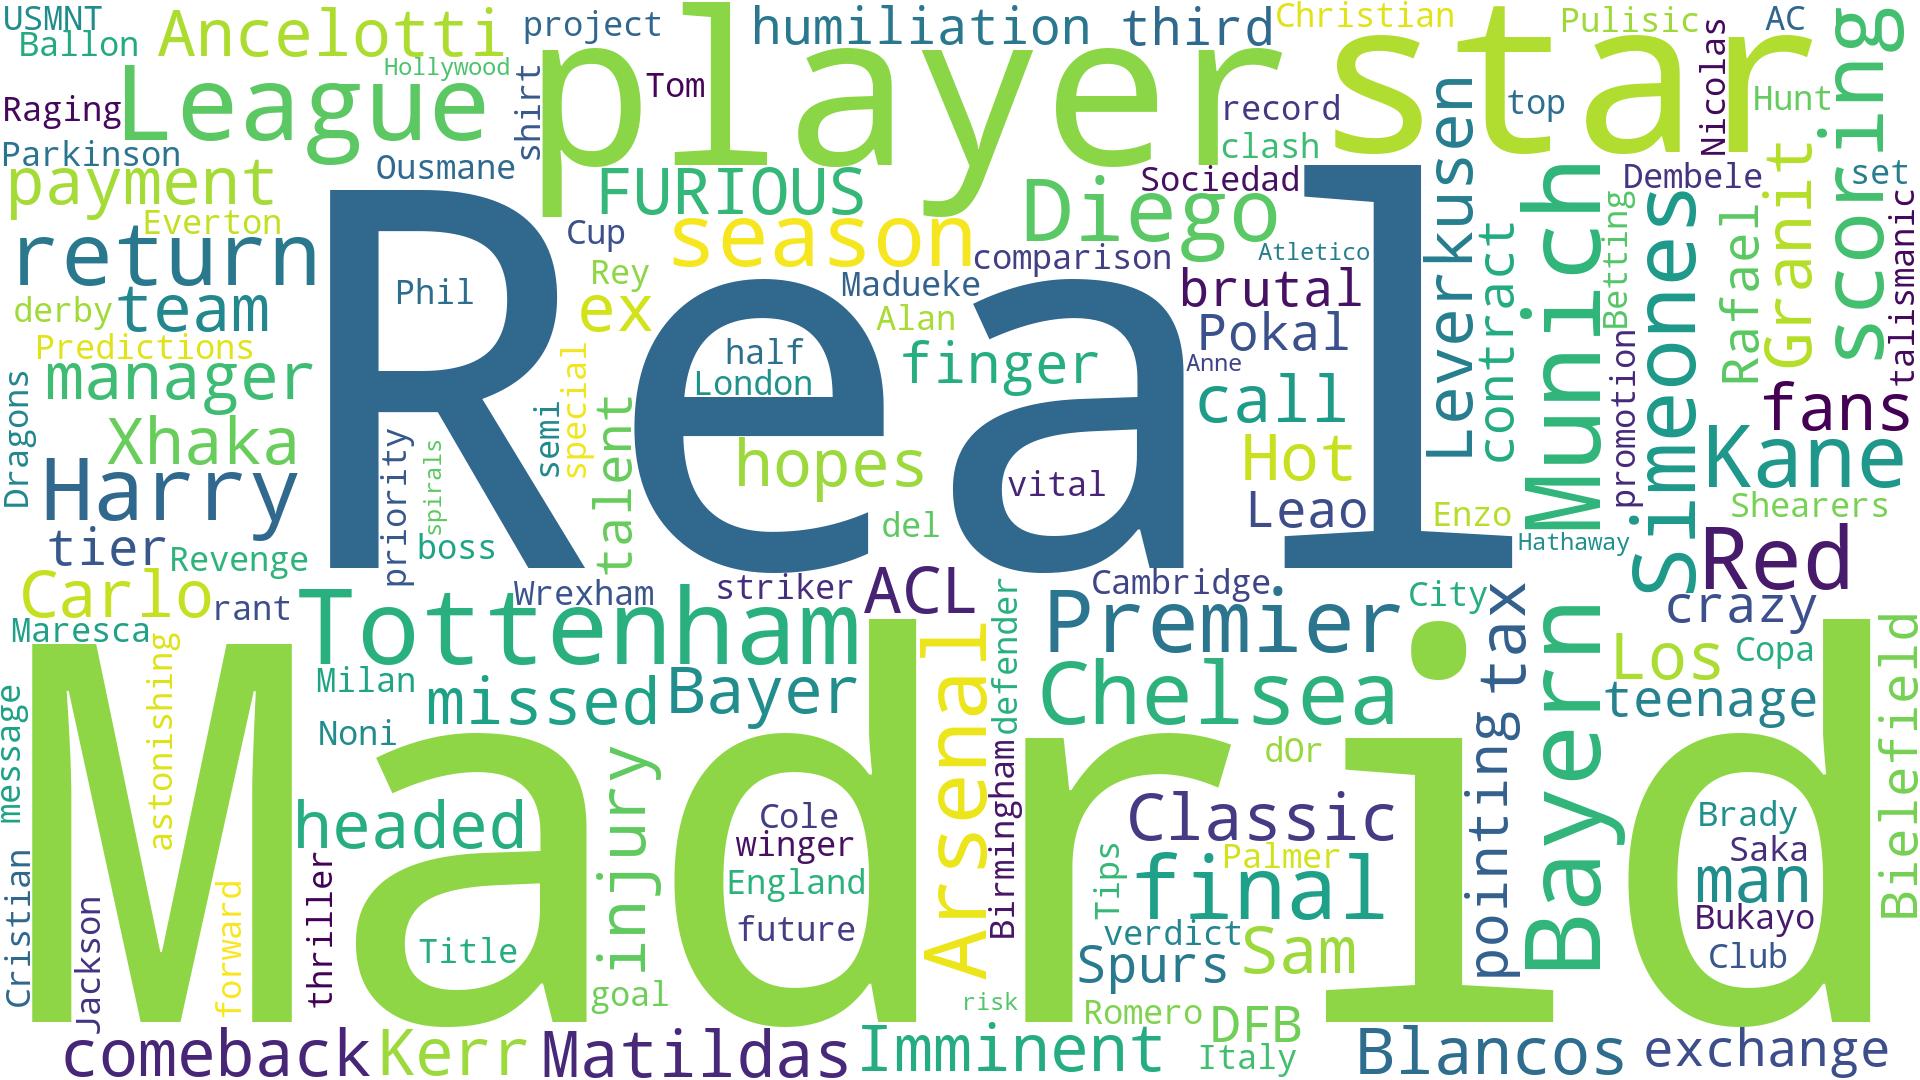 USMNT
Ballon
Ancelotti
project
humiliation
third
Christian
Pulisic
AC
scoring
Hollywood
League
player
star
Tom
Nicolas
Raging
shirt
record
top
Hunt
Parkinson
Ousmane
clash
payment
FURIOUS
Diego
Sociedad
Leverkusen
Munich
Dembele
Granit
set
Everton
return
Cup
season
comparison
Atletico
contract
Betting
Simeones
Rafael
talismanic
Real
Phil
Rey
Madueke
brutal
derby
team
ex
Alan
Pokal
Predictions
half
finger
Anne
manager
London
call
promotion
fans
Dragons
Xhaka
priority
spirals
semi
special
talent
hopes
vital
Hot
Kane
Harry
Leao
Enzo
Shearers
del
tier
Revenge
boss
Hathaway
Red
Carlo
rant
Wrexham
striker
ACL
defender
Cambridge
City
tax
crazy
Maresca
Tottenham
Premier
Bayern
Los
Copa
Bielefield
message
astonishing
Milan
missed
Bayer
Arsenal
Chelsea
teenage
Madrid
Noni
dOr
pointing
headed
injury
Cole
Birmingham
Classic
Brady
winger
Palmer
Saka
Cristian
thriller
England
Tips
final
man
Jackson
forward
future
verdict
Bukayo
Title
Spurs
Sam
Club
goal
risk
Romero
DFB
comeback
Kerr
Matildas
Imminent
Italy
Blancos
exchange